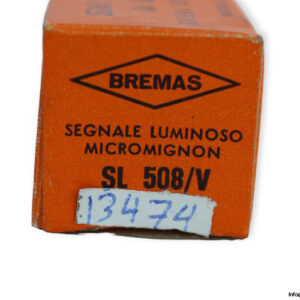 BREMAS
SEGNALE LUMINOSO
MICROMIGNON
SL 508/V
13474